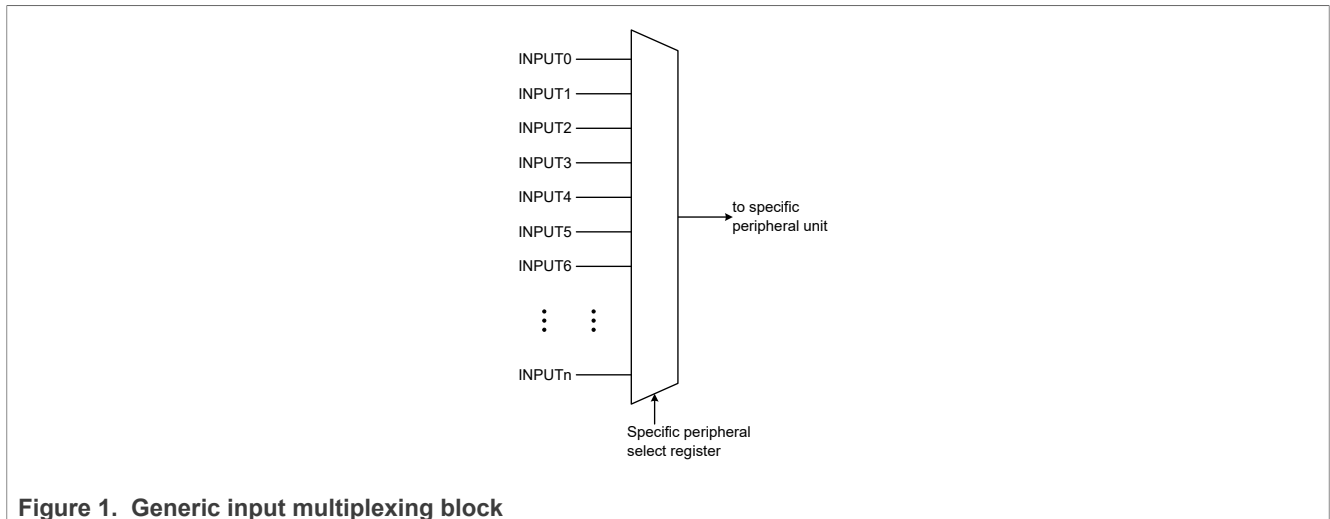 INPUT0
INPUT1
INPUT2
INPUT3
INPUT4
INPUT5
INPUT6
INPUTn
to specific
peripheral unit
Specific peripheral
select register
Figure 1. Generic input multiplexing block